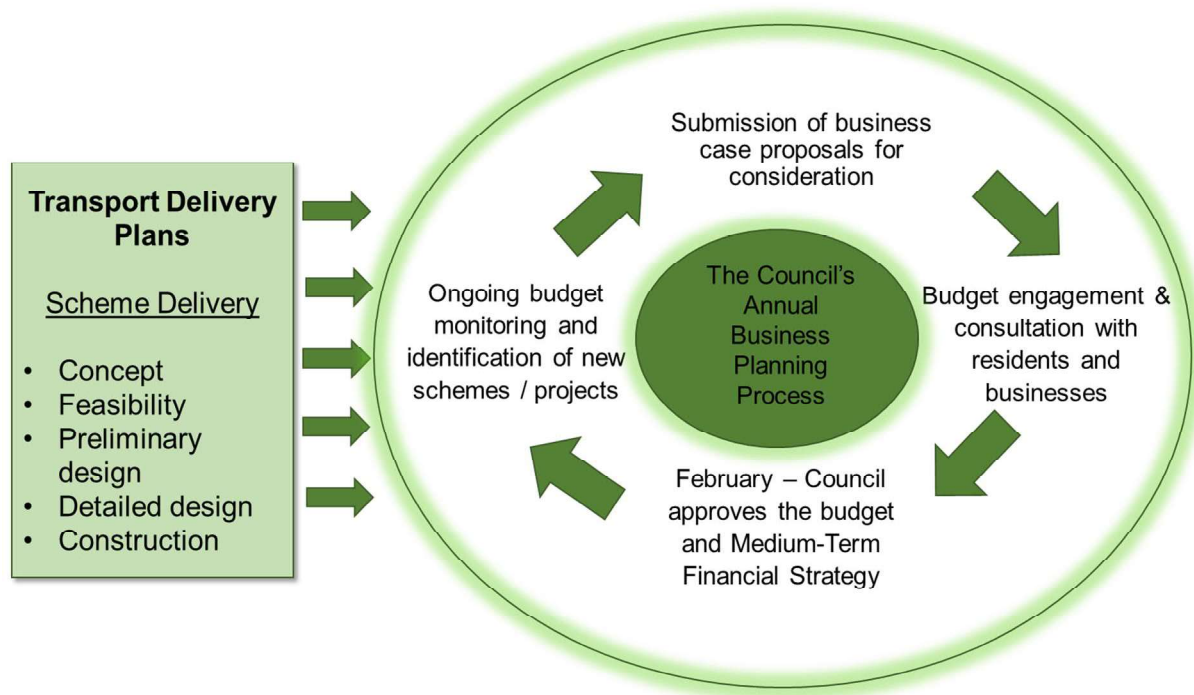 Transport Delivery
Plans
Scheme Delivery
• Concept
• Feasibility
• Preliminary
design
• Detailed design
• Construction
Submission of business
case proposals for
consideration
Budget engagement &
consultation with
residents and
businesses
February – Council
approves the budget
and Medium-Term
Financial Strategy
Ongoing budget
monitoring and
identification of new
schemes / projects
The Council’s
Annual
Business
Planning
Process